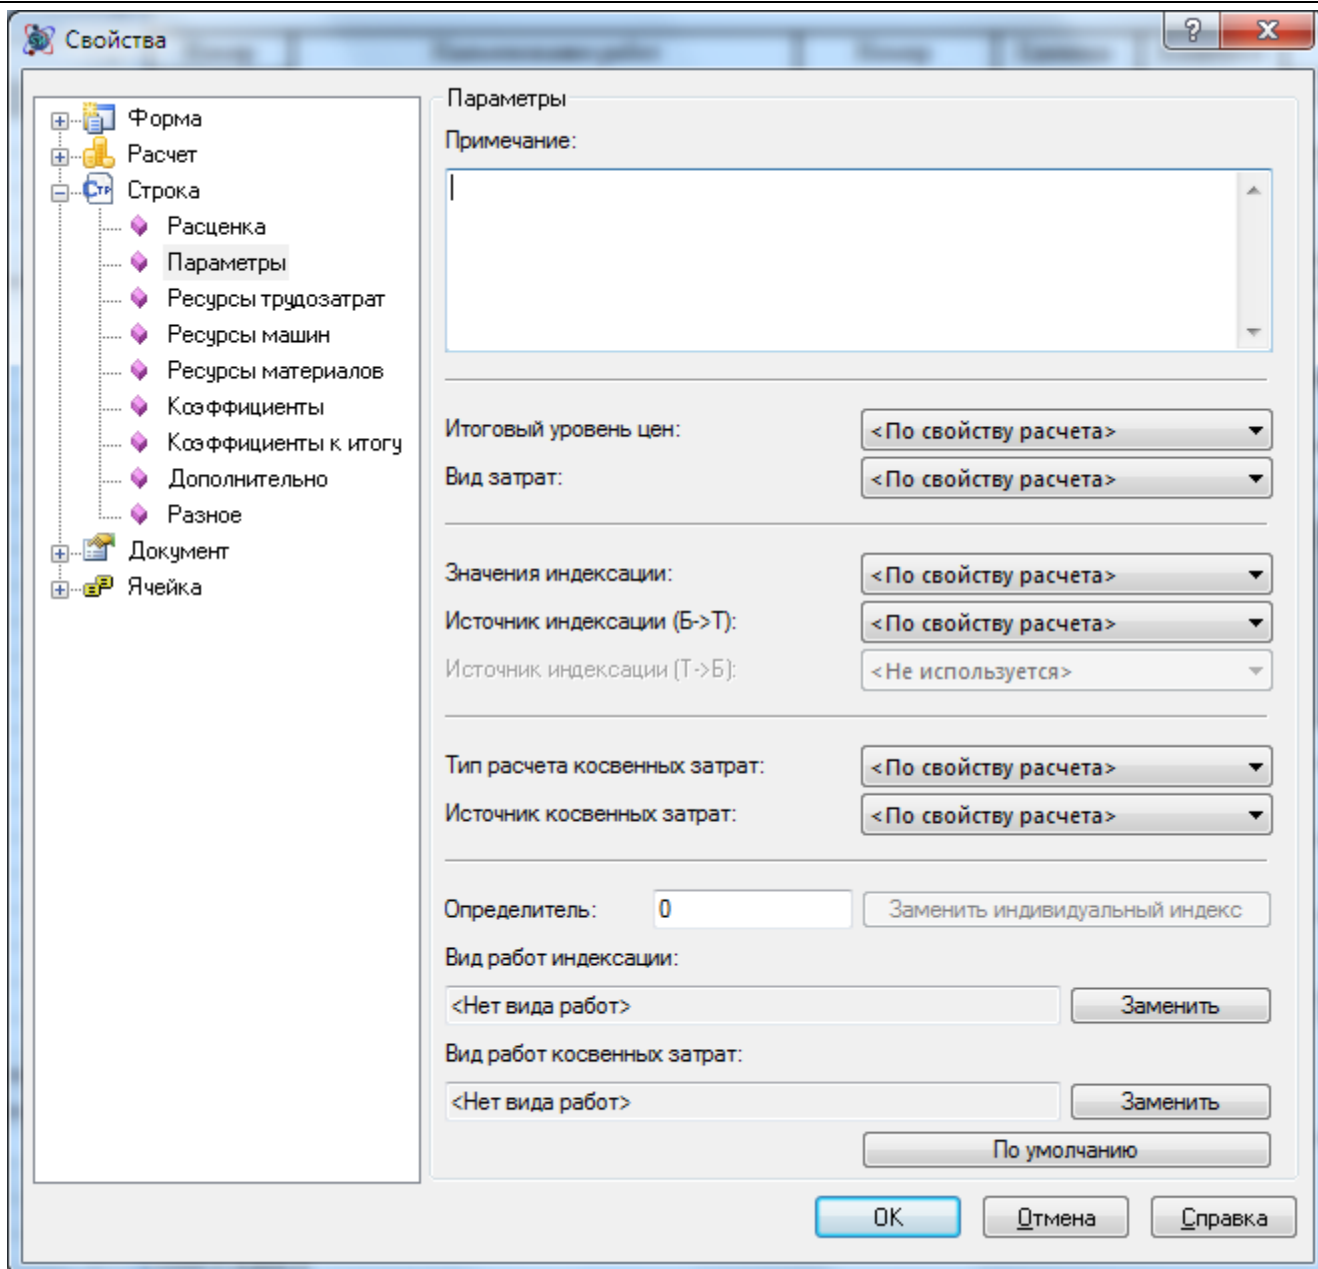 Свойства
Форма
Расчет
Стр Строка
Расценка
Параметры
Ресурсы трудозатрат
Ресурсы машин
Ресурсы материалов
Коэффициенты
Коэффициенты к итогу
Дополнительно
Разное
Документ
Ячейка
Параметры
Примечание:
Итоговый уровень цен: <По свойству расчета>
Вид затрат: <По свойству расчета>
Значения индексации: <По свойству расчета>
Источник индексации (Б->Т): <По свойству расчета>
Источник индексации (Т->Б): <Не используется>
Тип расчета косвенных затрат: <По свойству расчета>
Источник косвенных затрат: <По свойству расчета>
Определитель: 0 Заменить индивидуальный индекс
Вид работ индексации:
<Нет вида работ> Заменить
Вид работ косвенных затрат:
<Нет вида работ> Заменить
По умолчанию
OK Отмена Справка